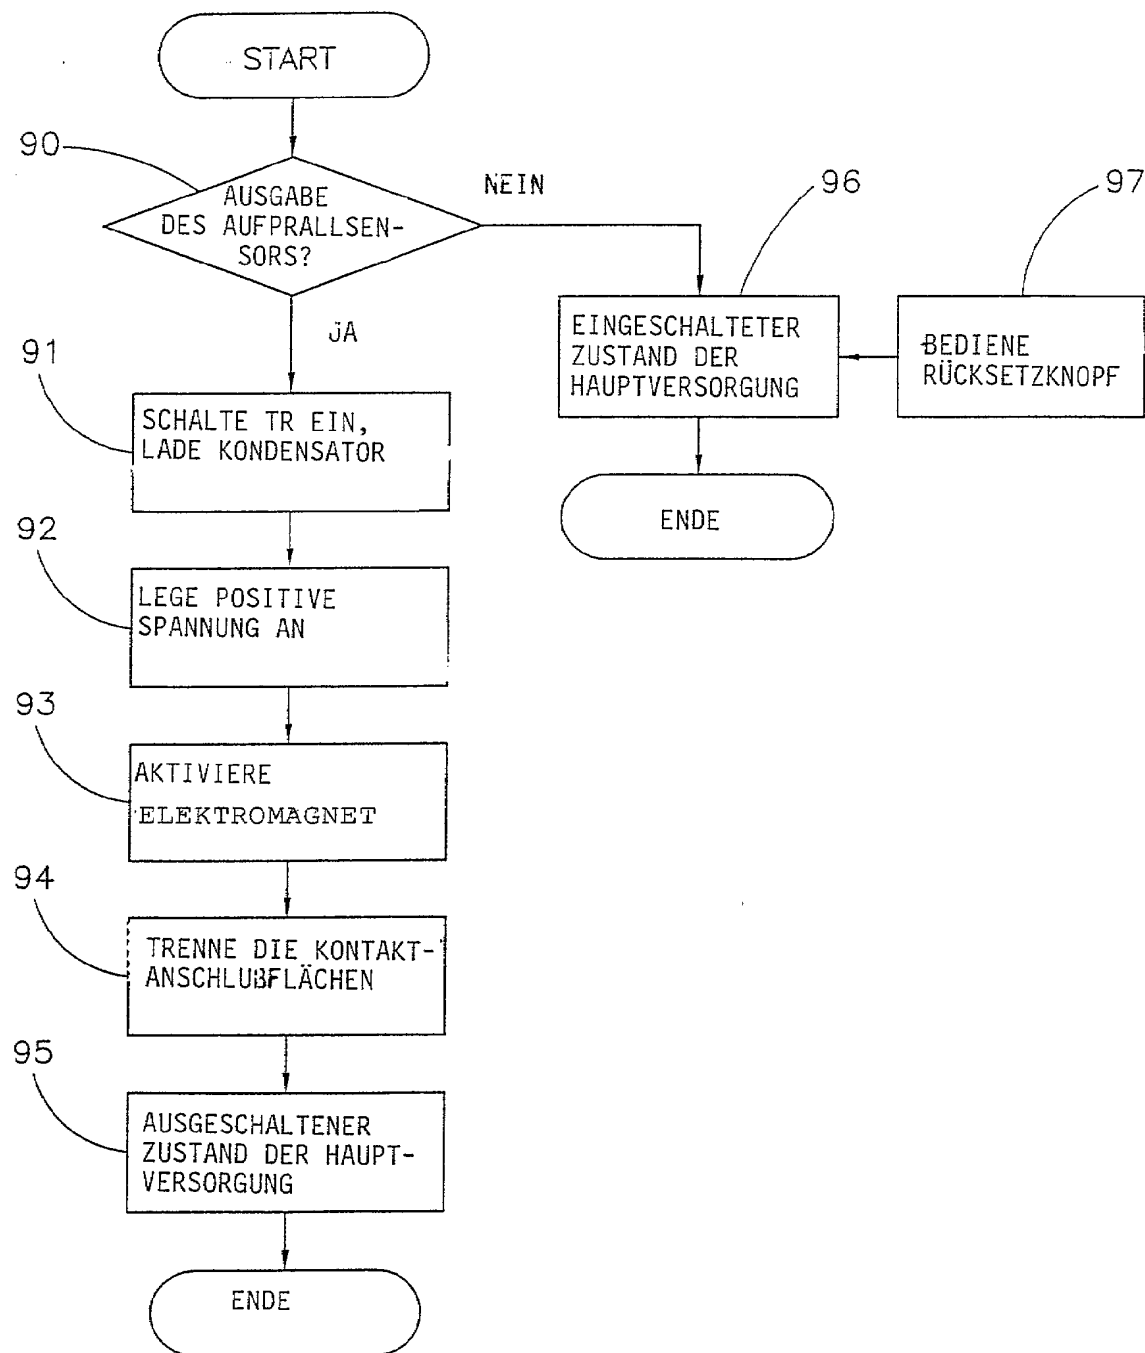 START
90
AUSGABE
DES AUFPRALLSEN-
SORS?
NEIN
JA
96
97
EINGESCHALTETER
ZUSTAND DER
HAUPTVERSORGUNG
BEDIENE
RÜCKSETZKNOPF
ENDE
91
SCHALTE TR EIN,
LADE KONDENSATOR
92
LEGE POSITIVE
SPANNUNG AN
93
AKTIVIERE
ELEKTROMAGNET
94
TRENNE DIE KONTAKT-
ANSCHLUßFLÄCHEN
95
AUSGESCHALTENER
ZUSTAND DER HAUPT-
VERSORGUNG
ENDE